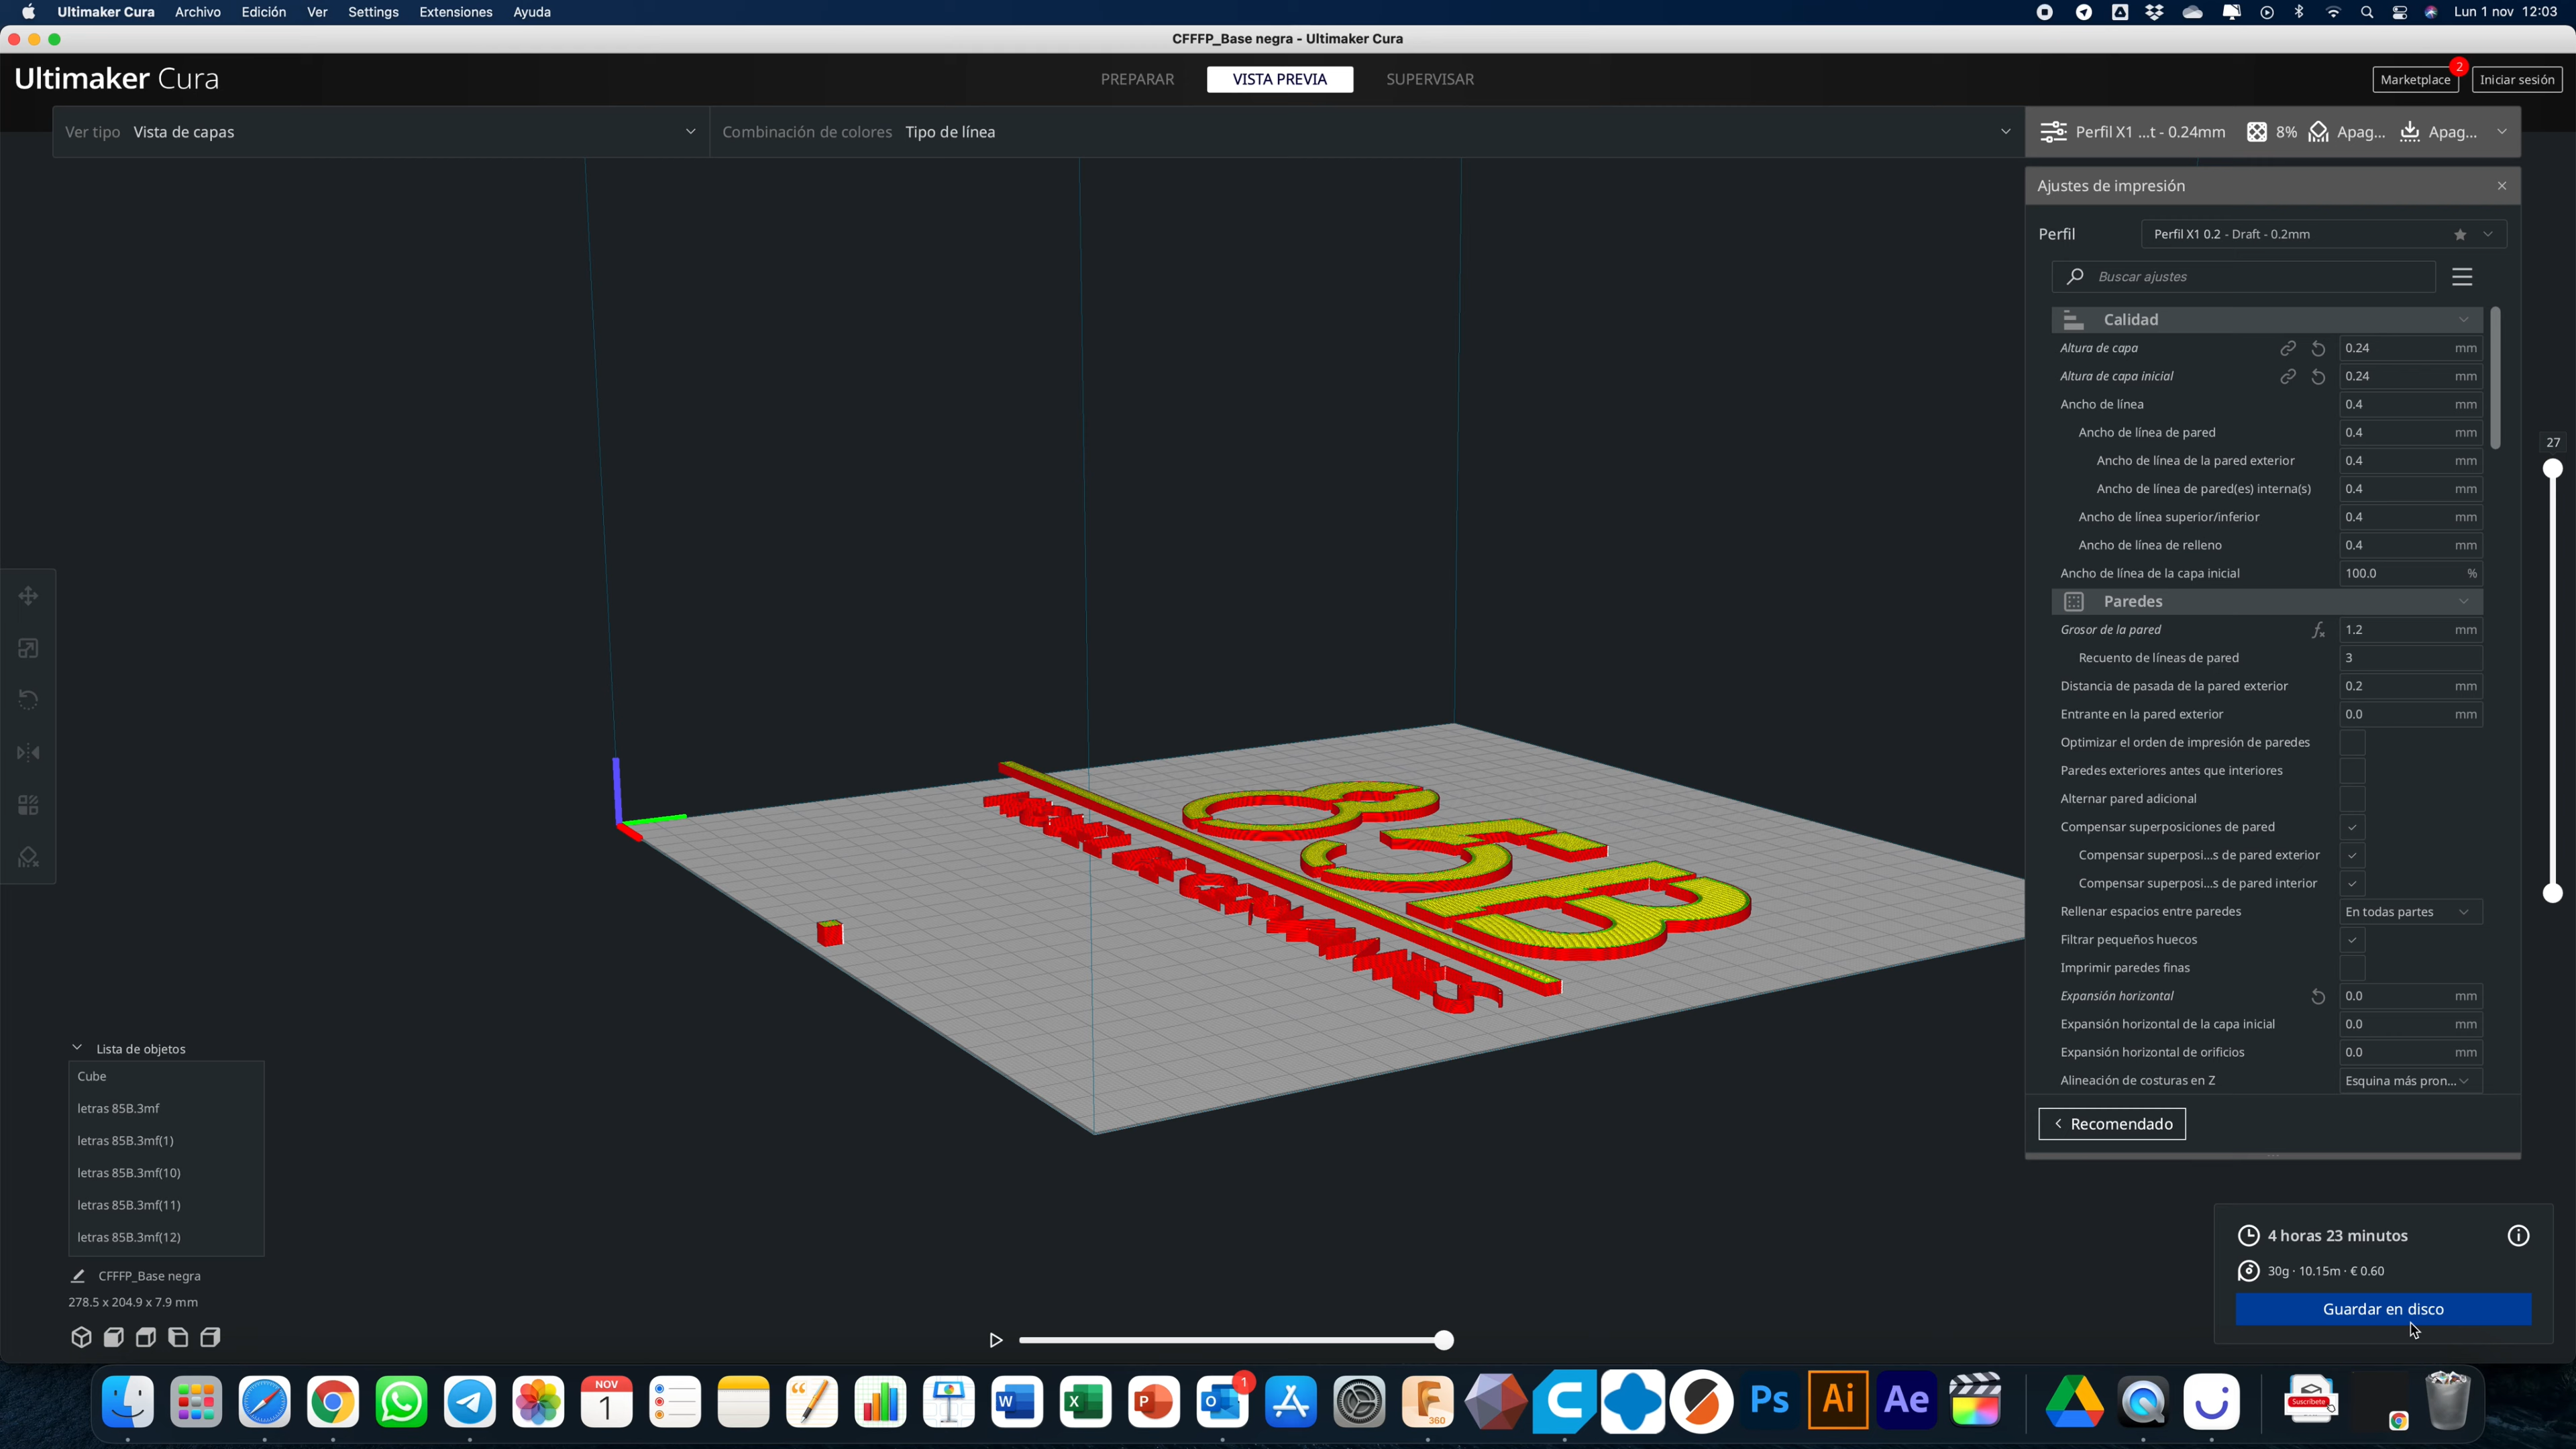 Ultimaker Cura Archivo Edición Ver Settings Extensiones Ayuda Lun 1 nov 12:03
CFFFP_Base negra - Ultimaker Cura
Ultimaker Cura PREPARAR VISTA PREVIA SUPERVISAR Marketplace 2 Iniciar sesión
Ver tipo Vista de capas Combinación de colores Tipo de línea Perfil X1 ...t - 0.24mm 8% Apag... Apag...
Ajustes de impresión
Perfil Perfil X1 0.2 - Draft - 0.2mm
Buscar ajustes
Calidad
Altura de capa 0.24 mm
Altura de capa inicial 0.24 mm
Ancho de línea 0.4 mm
Ancho de línea de pared 0.4 mm
Ancho de línea de la pared exterior 0.4 mm
Ancho de línea de pared(es) interna(s) 0.4 mm
Ancho de línea superior/inferior 0.4 mm
Ancho de línea de relleno 0.4 mm
Ancho de línea de la capa inicial 100.0 %
Paredes
Grosor de la pared 1.2 mm
Recuento de líneas de pared 3
Distancia de pasada de la pared exterior 0.2 mm
Entrante en la pared exterior 0.0 mm
Optimizar el orden de impresión de paredes
Paredes exteriores antes que interiores
Alternar pared adicional
Compensar superposiciones de pared
Compensar superposi...s de pared exterior
Compensar superposi...s de pared interior
Rellenar espacios entre paredes En todas partes
Filtrar pequeños huecos
Imprimir paredes finas
Expansión horizontal 0.0 mm
Expansión horizontal de la capa inicial 0.0 mm
Expansión horizontal de orificios 0.0 mm
Alineación de costuras en Z Esquina más pron...
Recomendado
27
85B
Lista de objetos
Cube
letras 85B.3mf
letras 85B.3mf(1)
letras 85B.3mf(10)
letras 85B.3mf(11)
letras 85B.3mf(12)
CFFFP_Base negra
278.5 x 204.9 x 7.9 mm
4 horas 23 minutos
30g · 10.15m · € 0.60
Guardar en disco
NOV
1
W X P O 1 360 Ps Ai Ae Suscríbete